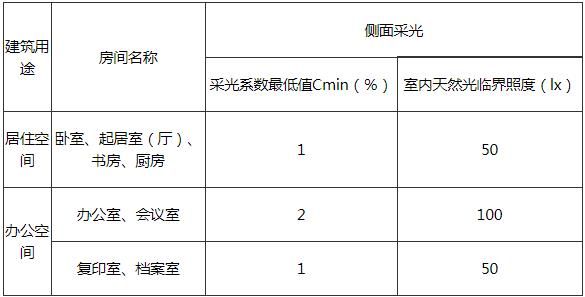 建筑用途
房间名称
侧面采光
采光系数最低值Cmin（%）
室内天然光临界照度（lx）
居住空间
卧室、起居室（厅）、
书房、厨房
1
50
办公空间
办公室、会议室
2
100
复印室、档案室
1
50